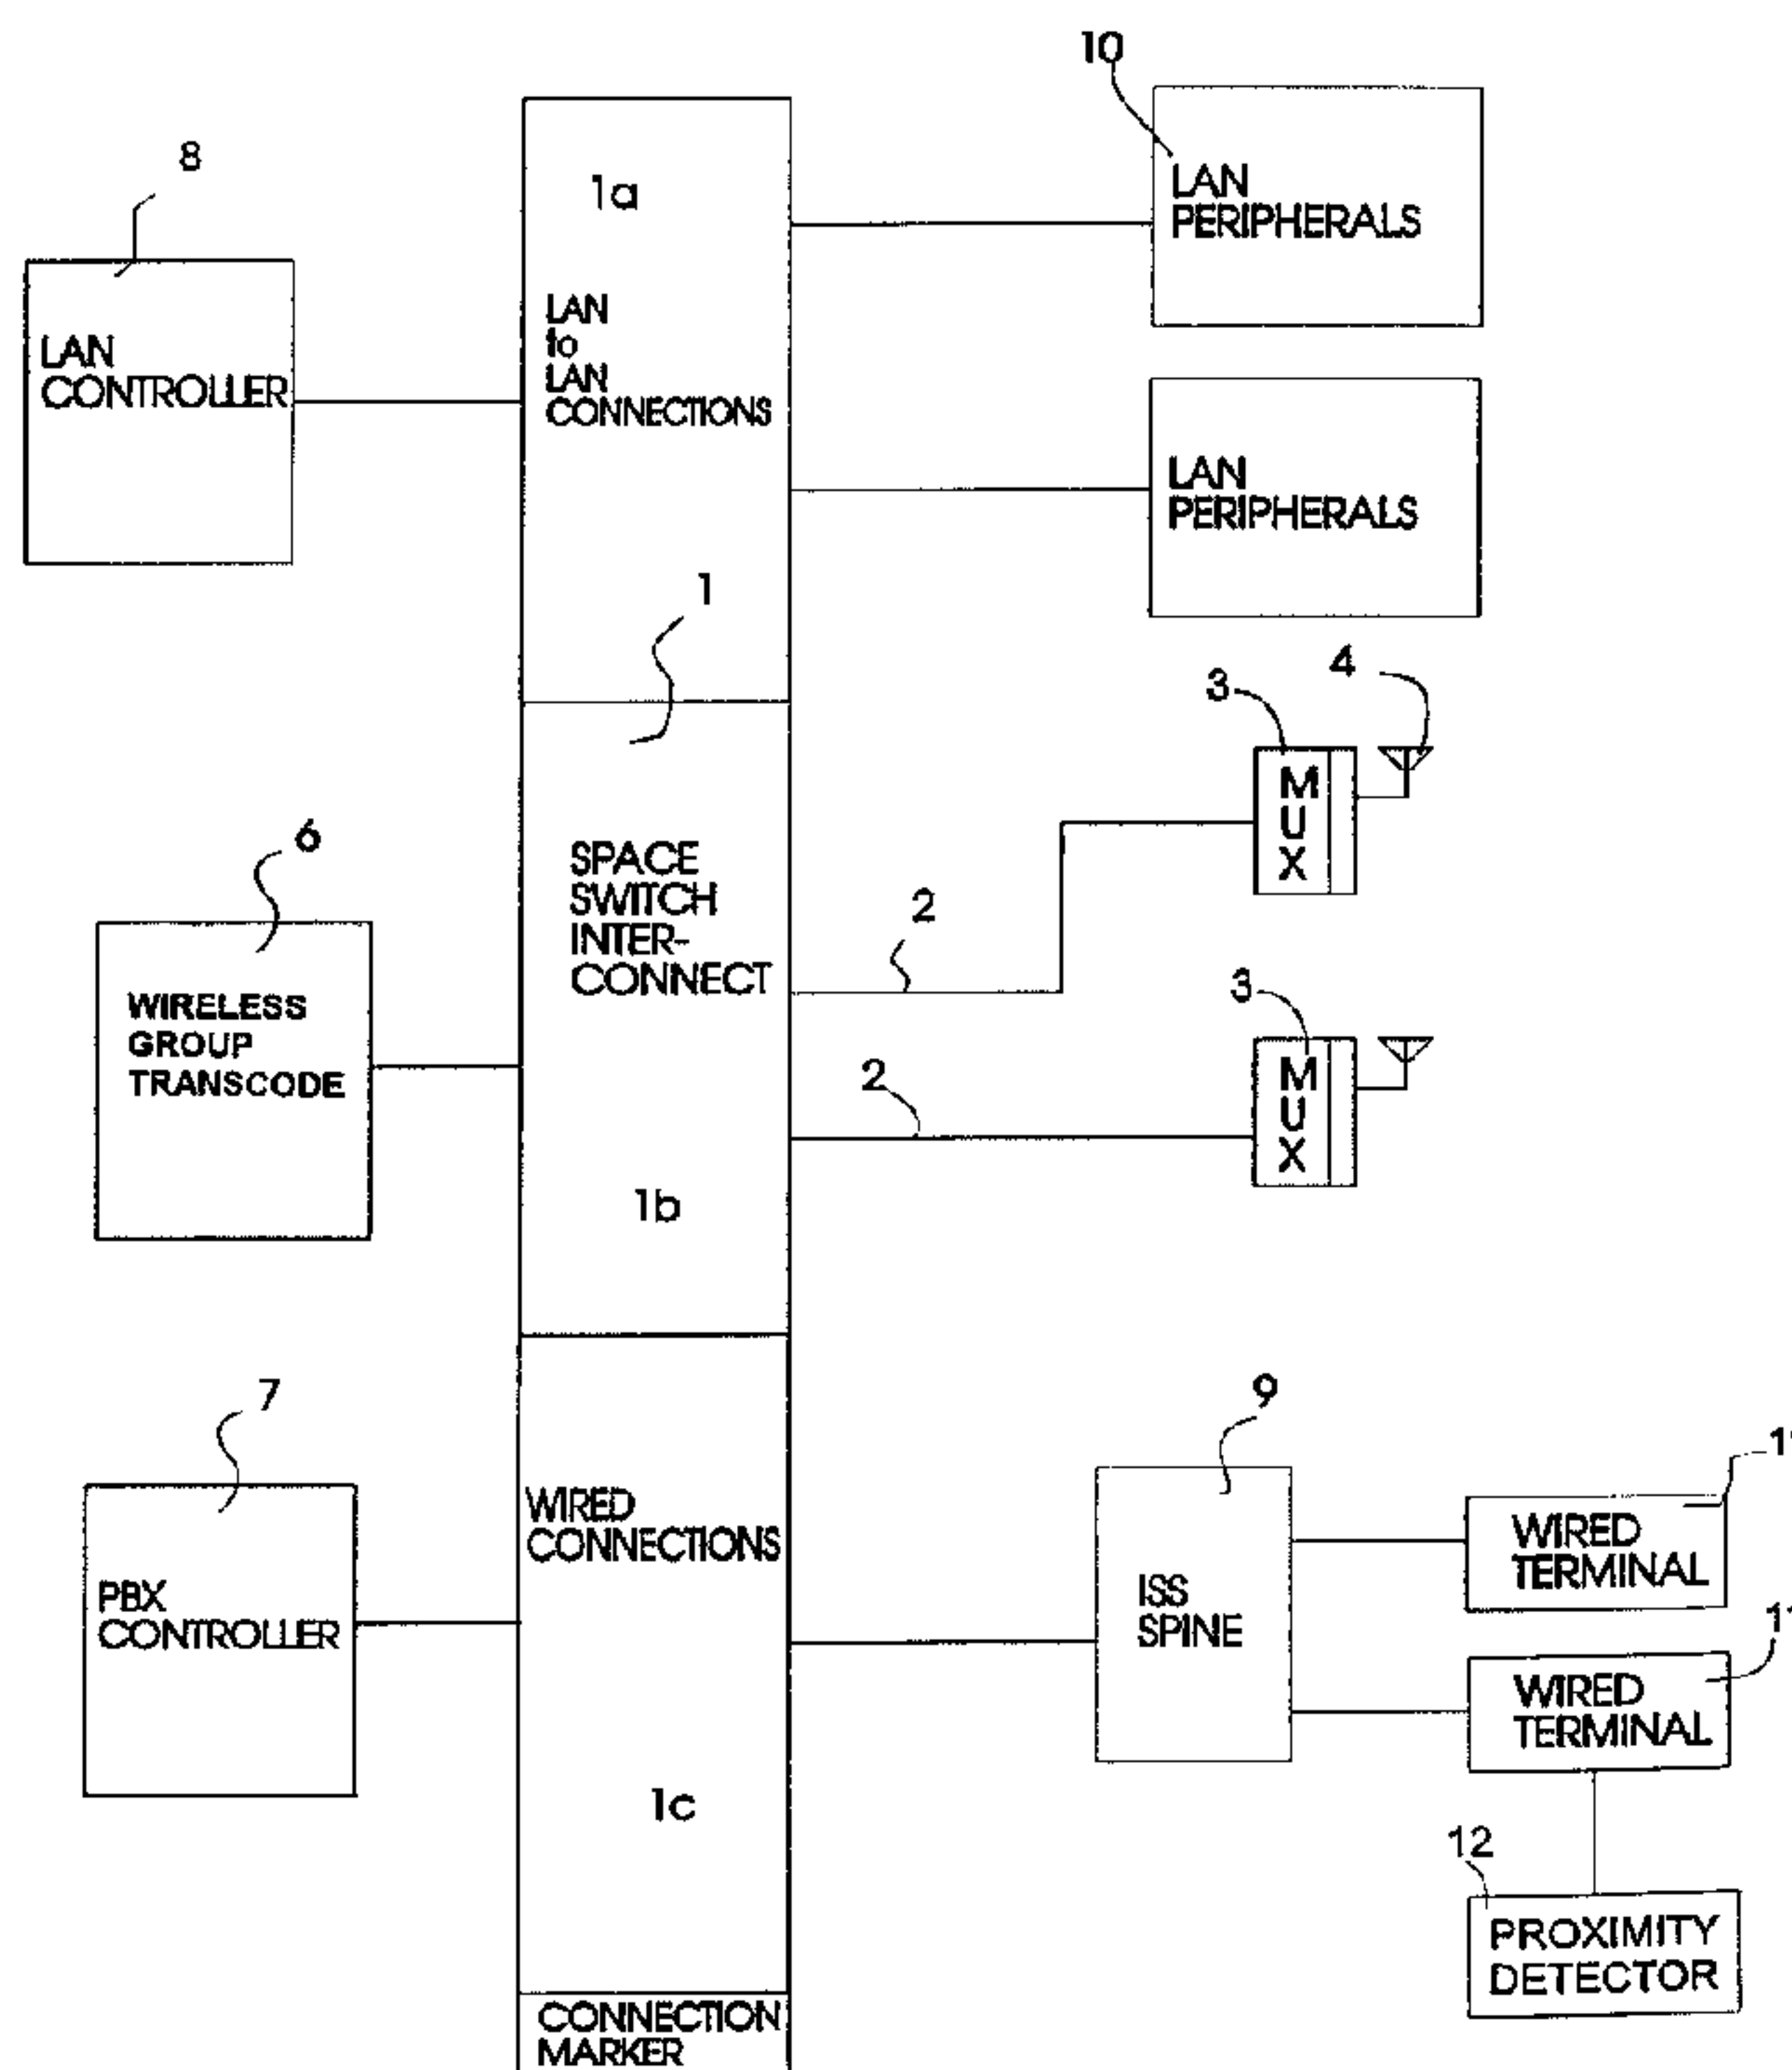 10
8
1a
LAN
PERIPHERALS
LAN
to
LAN
CONNECTIONS
LAN
CONTROLLER
LAN
PERIPHERALS
1
3
4
M
U
X
6
SPACE
SWITCH
INTER-
CONNECT
2
3
WIRELESS
GROUP
TRANSCODE
M
U
X
2
1b
7
9
WIRED
CONNECTIONS
WIRED
TERMINAL
PBX
CONTROLLER
ISS
SPINE
WIRED
TERMINAL
1c
12
PROXIMITY
DETECTOR
CONNECTION
MARKER